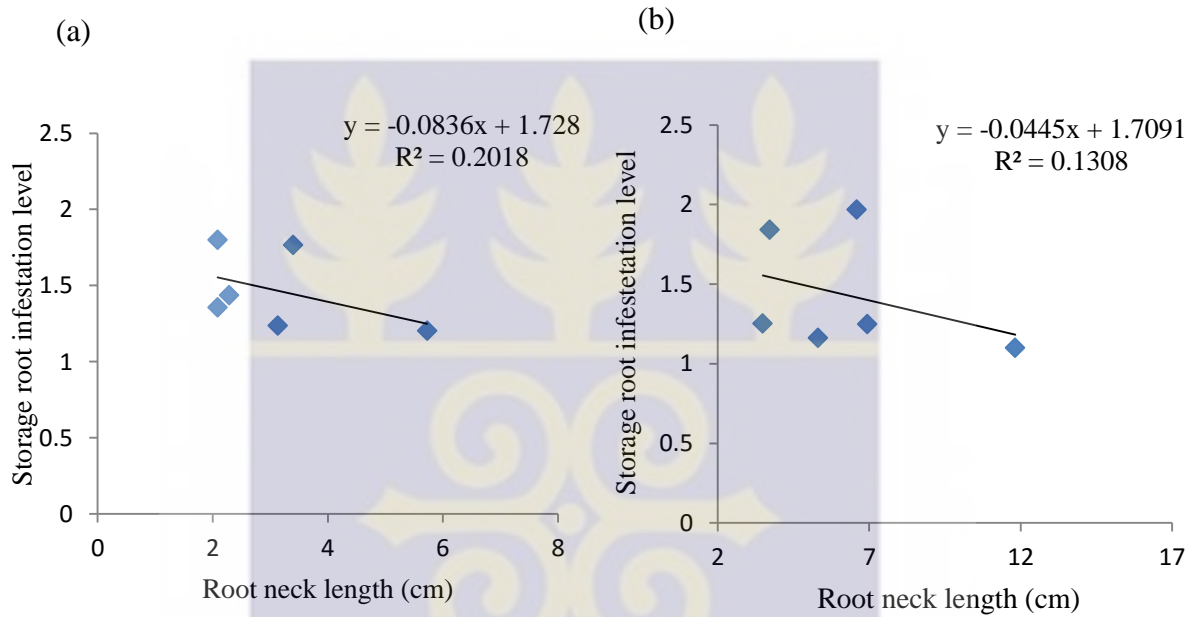 (a)
y = -0.0836x + 1.728
R² = 0.2018
Storage root infestation level
2.5
2
1.5
1
0.5
0
0
2
4
6
8
Root neck length (cm)
(b)
y = -0.0445x + 1.7091
R² = 0.1308
Storage root infestetation level
2.5
2
1.5
1
0.5
0
2
7
12
17
Root neck length (cm)